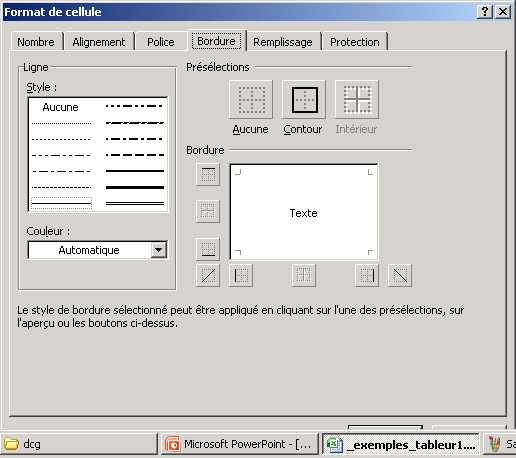 Format de cellule
Nombre Alignement Police Bordure Remplissage Protection
Ligne
Style :
Aucune
Couleur :
Automatique
Présélections
Aucune Contour Intérieur
Bordure
Texte
Le style de bordure sélectionné peut être appliqué en cliquant sur l'une des présélections, sur
l'aperçu ou les boutons ci-dessus.
dcg Microsoft PowerPoint - [... _exemples_tableur1.... Sa